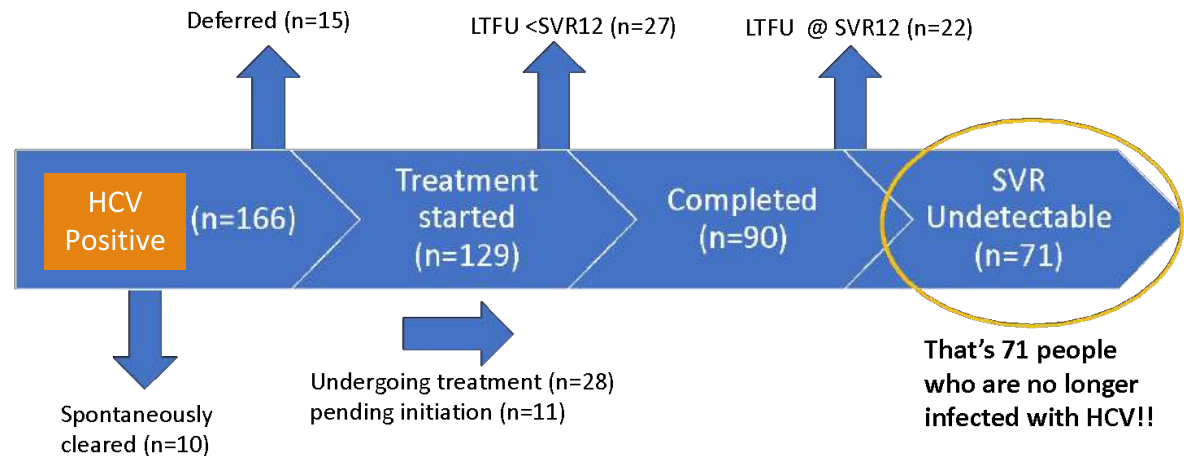 Deferred (n=15)
LTFU <SVR12 (n=27)
LTFU @ SVR12 (n=22)
HCV
Positive
(n=166)
Treatment
started
(n=129)
Completed
(n=90)
SVR
Undetectable
(n=71)
Spontaneously
cleared (n=10)
Undergoing treatment (n=28)
pending initiation (n=11)
That's 71 people
who are no longer
infected with HCV!!